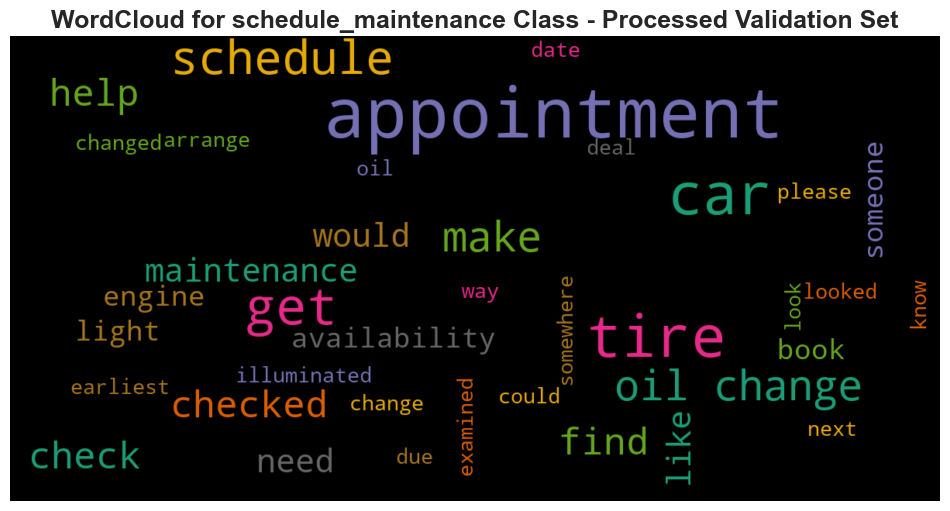 WordCloud for schedule_maintenance Class - Processed Validation Set
schedule
date
help
appointment
changed
arrange
deal
oil
someone
car
please
would
make
maintenance
engine
get
way
somewhere
look
looked
know
light
availability
tire
book
illuminated
earliest
checked
change
could
oil change
examined
find
like
next
check
need
due